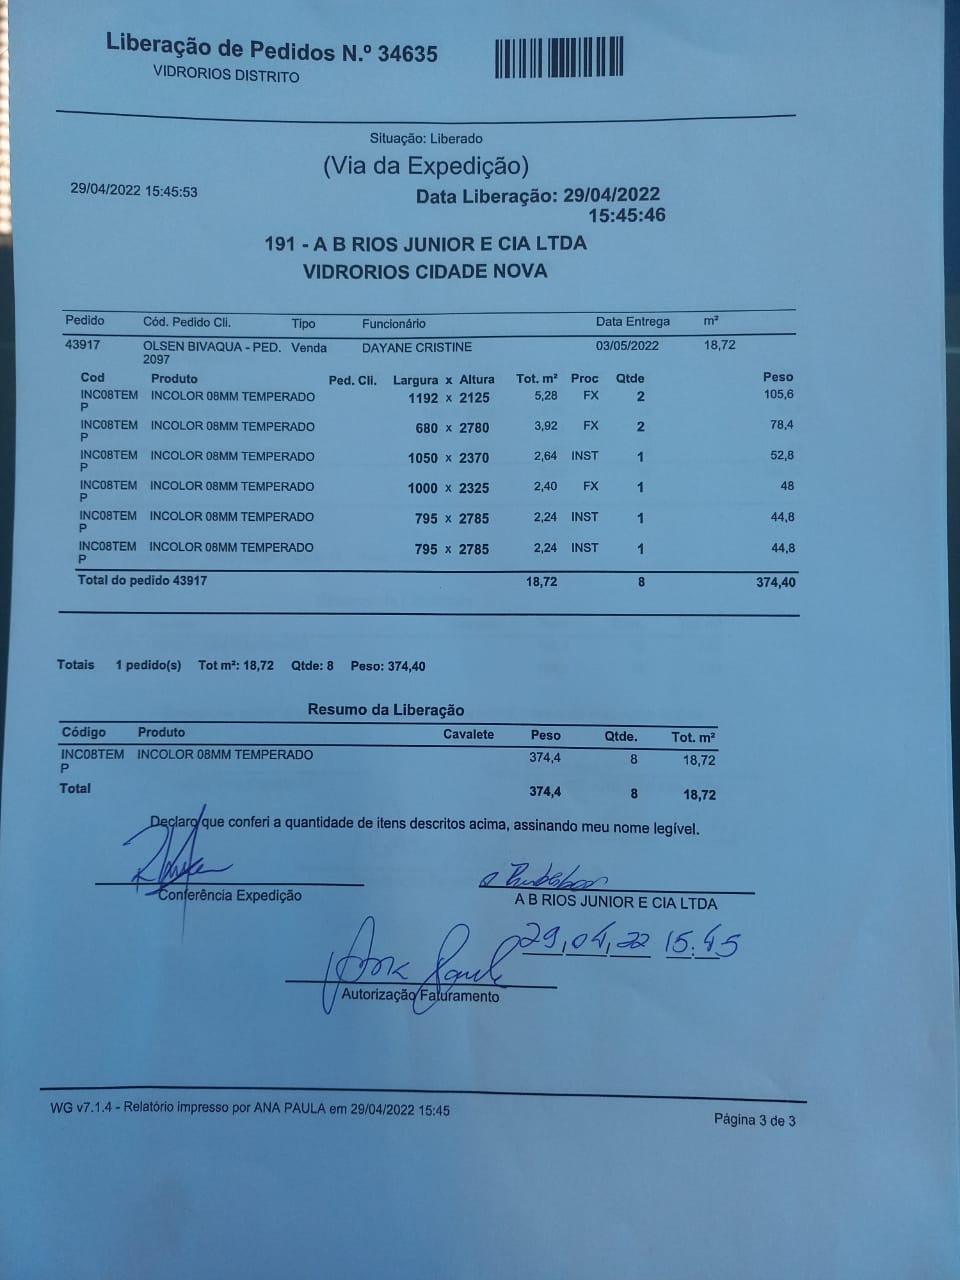 Liberação de Pedidos N.º 34635
VIDRORIOS DISTRITO
Situação: Liberado
(Via da Expedição)
29/04/2022 15:45:53
Data Liberação: 29/04/2022
15:45:46
191 - A B RIOS JUNIOR E CIA LTDA
VIDRORIOS CIDADE NOVA
Pedido Cód. Pedido Cli. Tipo Funcionário Data Entrega m²
43917 OLSEN BIVAQUA - PED. Venda DAYANE CRISTINE 03/05/2022 18,72
2097
Cod Produto Ped. Cli. Largura x Altura Tot. m² Proc Qtde Peso
INC08TEM INCOLOR 08MM TEMPERADO 1192 x 2125 5,28 FX 2 105,6
P
INC08TEM INCOLOR 08MM TEMPERADO 680 x 2780 3,92 FX 2 78,4
P
INC08TEM INCOLOR 08MM TEMPERADO 1050 x 2370 2,64 INST 1 52,8
P
INC08TEM INCOLOR 08MM TEMPERADO 1000 x 2325 2,40 FX 1 48
P
INC08TEM INCOLOR 08MM TEMPERADO 795 x 2785 2,24 INST 1 44,8
P
INC08TEM INCOLOR 08MM TEMPERADO 795 x 2785 2,24 INST 1 44,8
P
Total do pedido 43917 18,72 8 374,40
Totais 1 pedido(s) Tot m²: 18,72 Qtde: 8 Peso: 374,40
Resumo da Liberação
Código Produto Cavalete Peso Qtde. Tot. m²
INC08TEM INCOLOR 08MM TEMPERADO 374,4 8 18,72
P
Total 374,4 8 18,72
Declaro que conferi a quantidade de itens descritos acima, assinando meu nome legível.
Conferência Expedição
A B RIOS JUNIOR E CIA LTDA
29,04,22 15:45
Ana Paula
Autorização Faturamento
WG v7.1.4 - Relatório impresso por ANA PAULA em 29/04/2022 15:45
Página 3 de 3